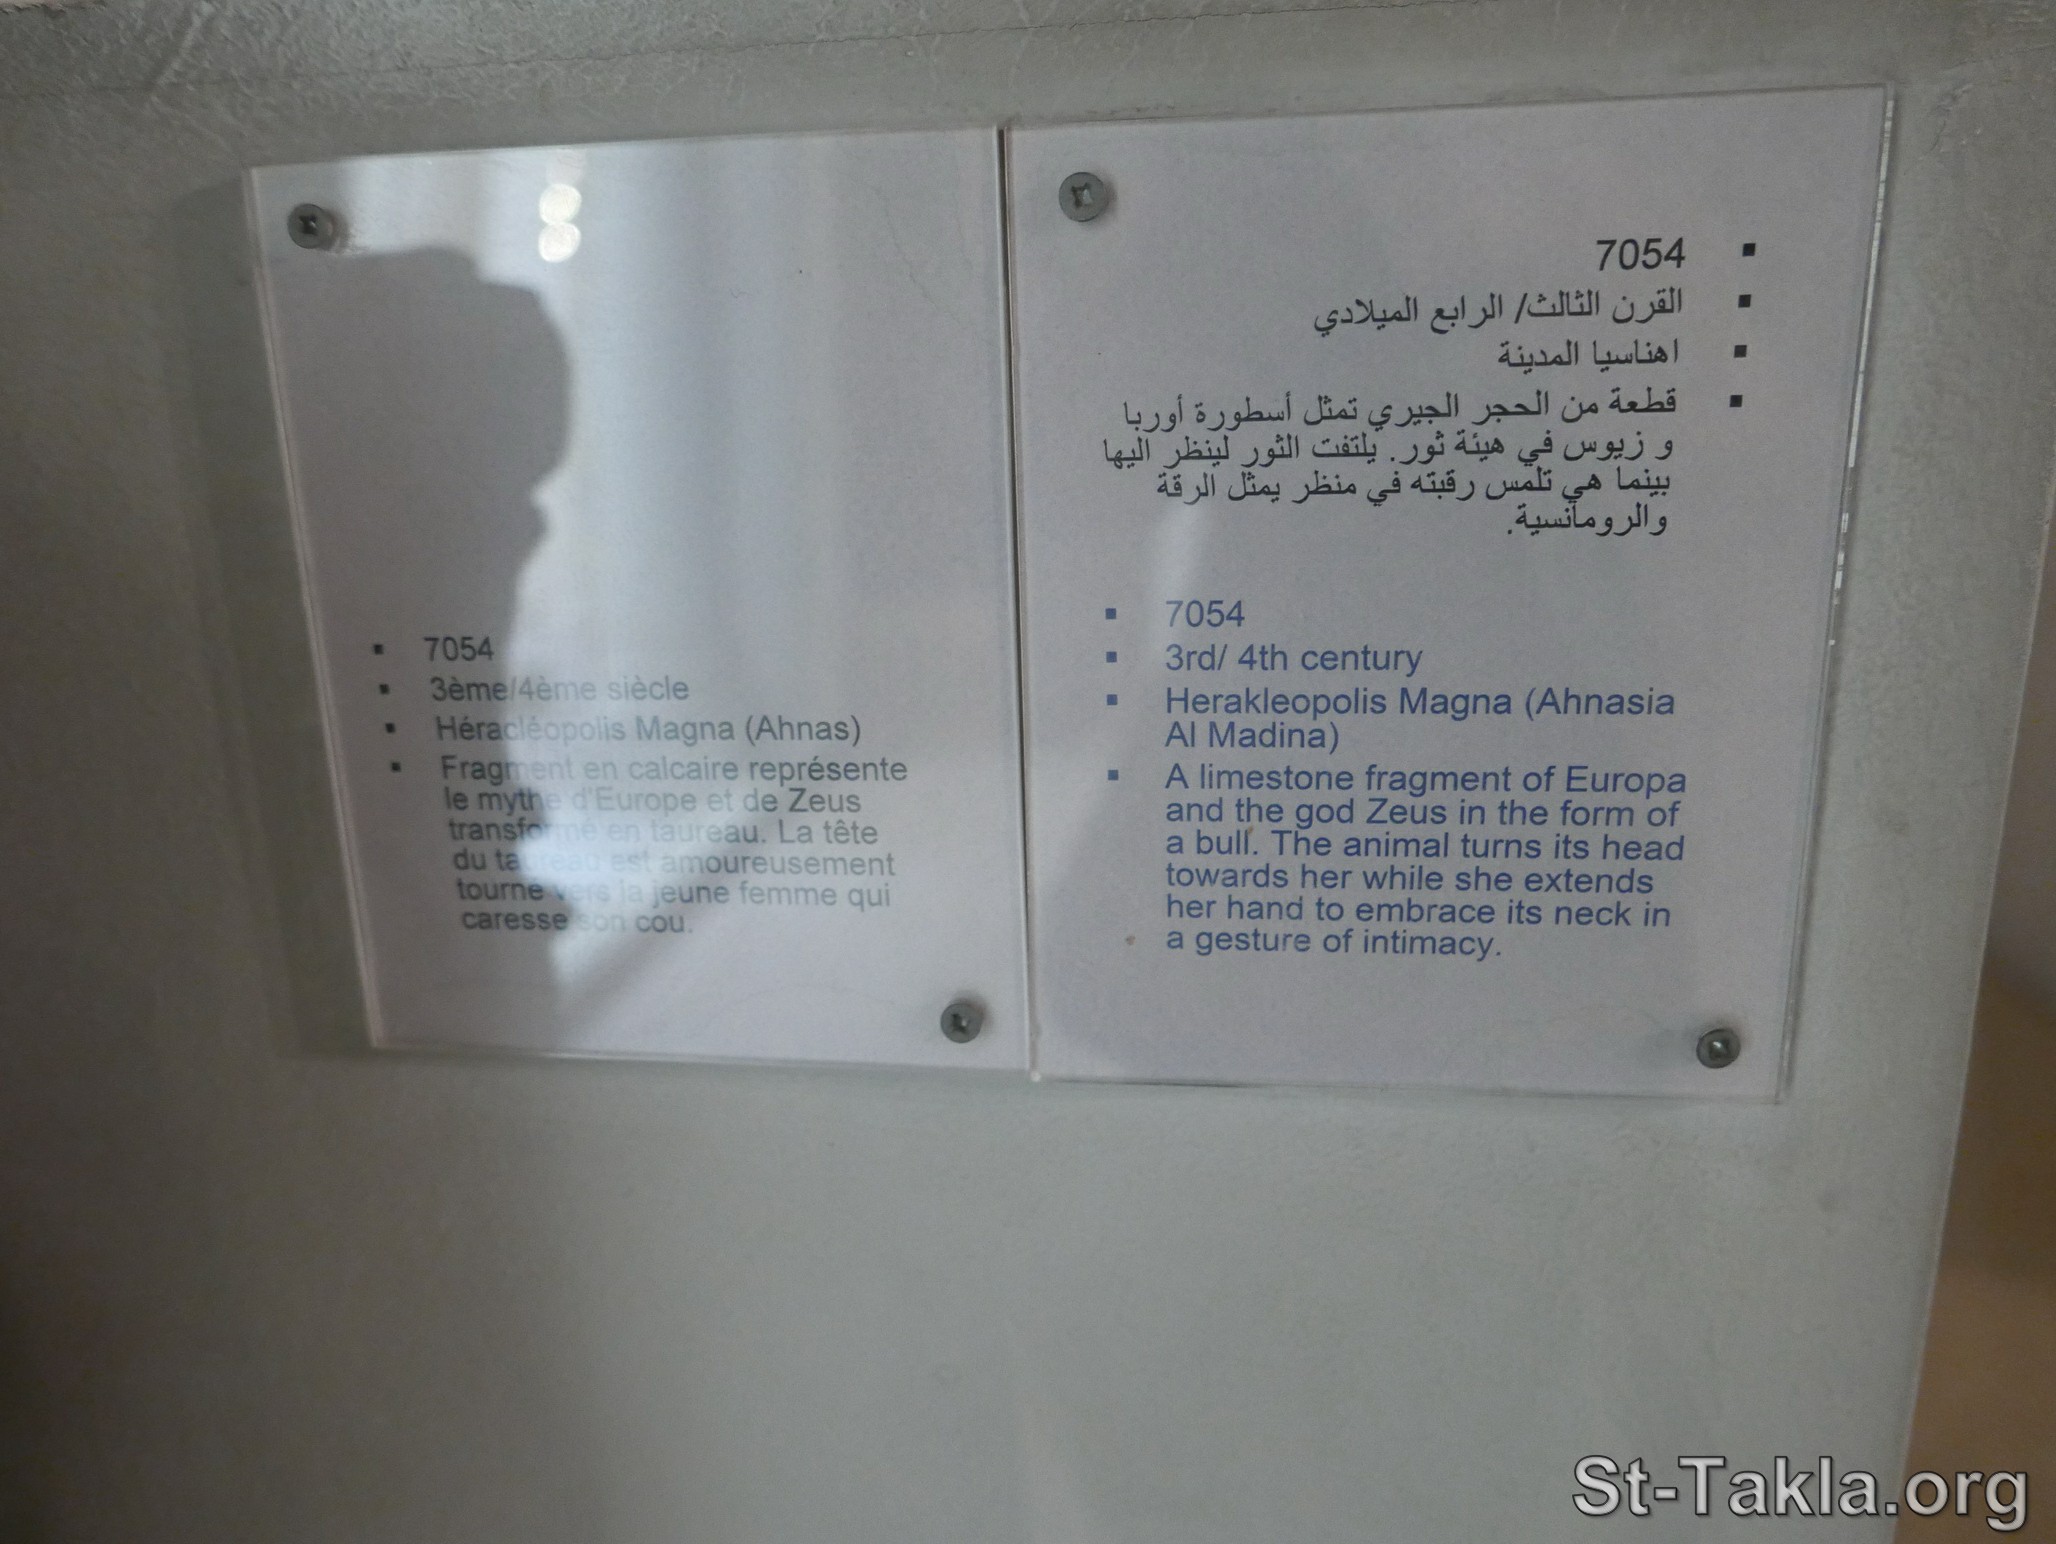 7054
3ème/4ème siècle
Héracléopolis Magna (Ahnas)
Fragment en calcaire représente
le mythe d'Europe et de Zeus
transformé en taureau. La tête
du taureau est amoureusement
tourne vers la jeune femme qui
caresse son cou.
7054
القرن الثالث/ الرابع الميلادي
اهناسيا المدينة
قطعة من الحجر الجيري تمثل أسطورة أوربا
و زيوس في هيئة ثور. يلتفت الثور لينظر اليها
بينما هي تلمس رقبته في منظر يمثل الرقة
والرومانسية.
7054
3rd/ 4th century
Herakleopolis Magna (Ahnasia
Al Madina)
A limestone fragment of Europa
and the god Zeus in the form of
a bull. The animal turns its head
towards her while she extends
her hand to embrace its neck in
a gesture of intimacy.
St-Takla.org